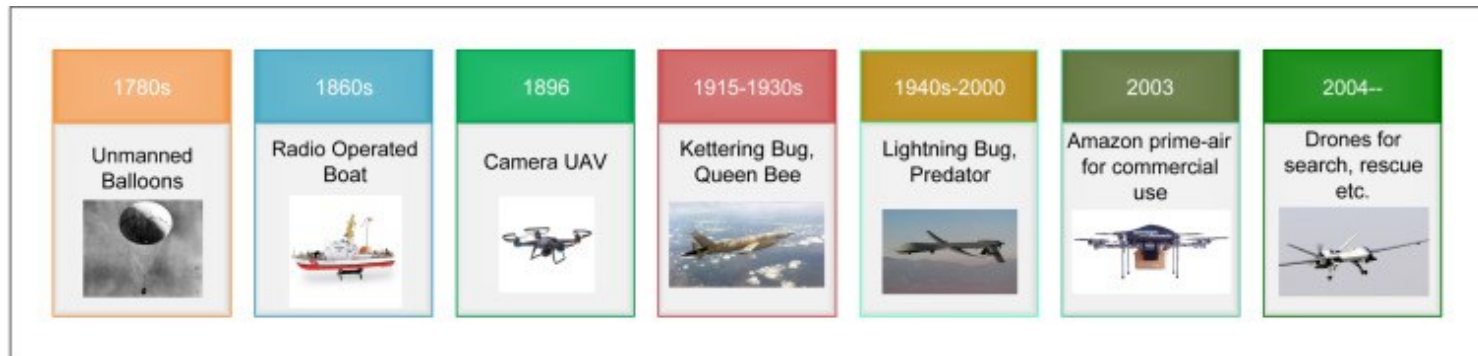 1780s
Unmanned
Balloons
1860s
Radio Operated
Boat
1896
Camera UAV
1915-1930s
Kettering Bug,
Queen Bee
1940s-2000
Lightning Bug,
Predator
2003
Amazon prime-air
for commercial
use
2004--
Drones for
search, rescue
etc.